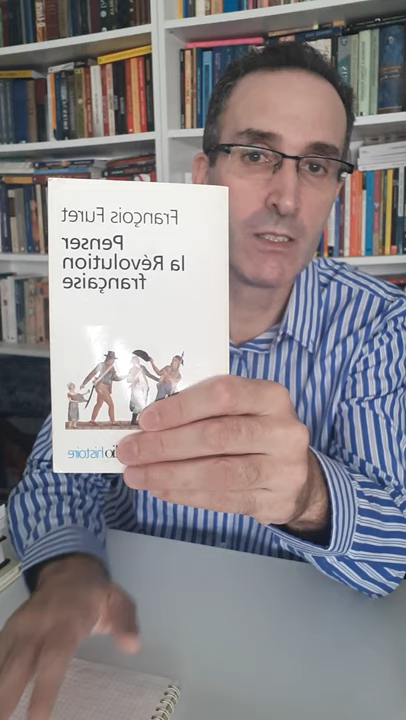 François Furet
Penser
la Révolution
française
histoire